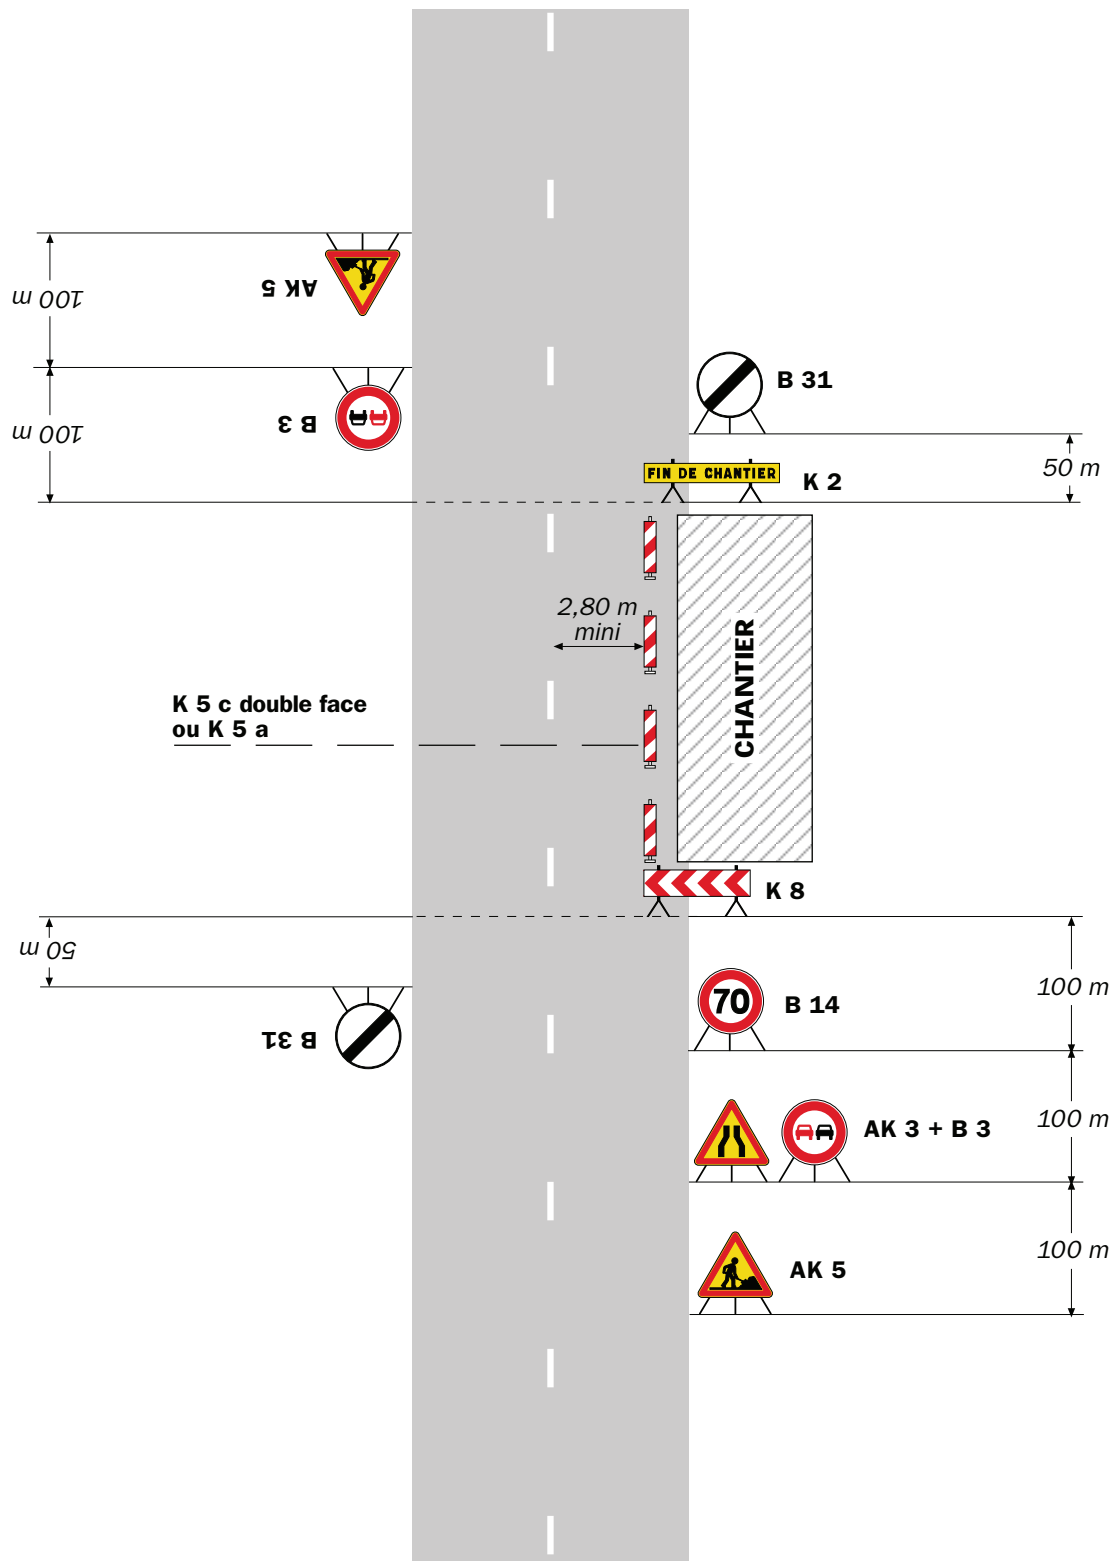 AK 5
100 m
B 3
100 m
B 31
50 m
FIN DE CHANTIER
K 2
2,80 m
mini
CHANTIER
K 5 c double face
ou K 5 a
K 8
50 m
B 31
70
B 14
100 m
AK 3 + B 3
100 m
AK 5
100 m